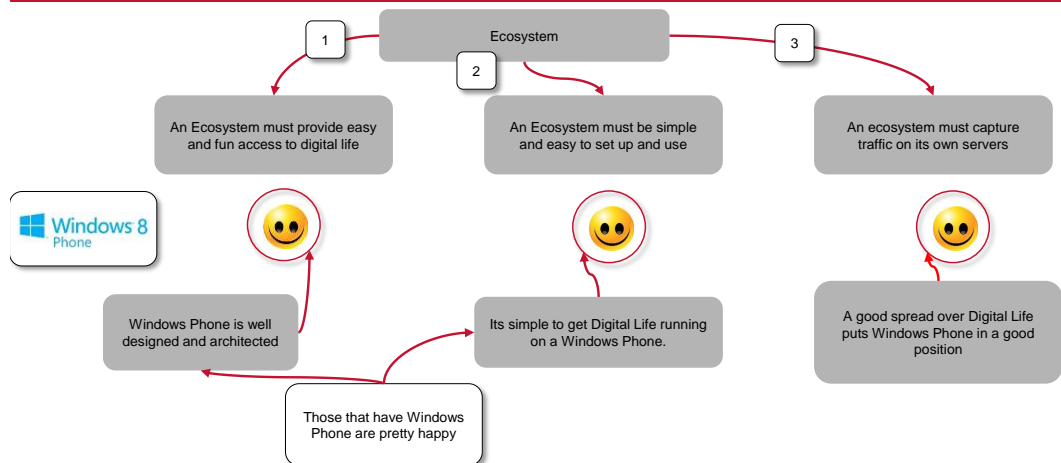 Ecosystem
1
2
3
An Ecosystem must provide easy
and fun access to digital life
An Ecosystem must be simple
and easy to set up and use
An ecosystem must capture
traffic on its own servers
Windows 8
Phone
Windows Phone is well
designed and architected
Its simple to get Digital Life running
on a Windows Phone.
A good spread over Digital Life
puts Windows Phone in a good
position
Those that have Windows
Phone are pretty happy